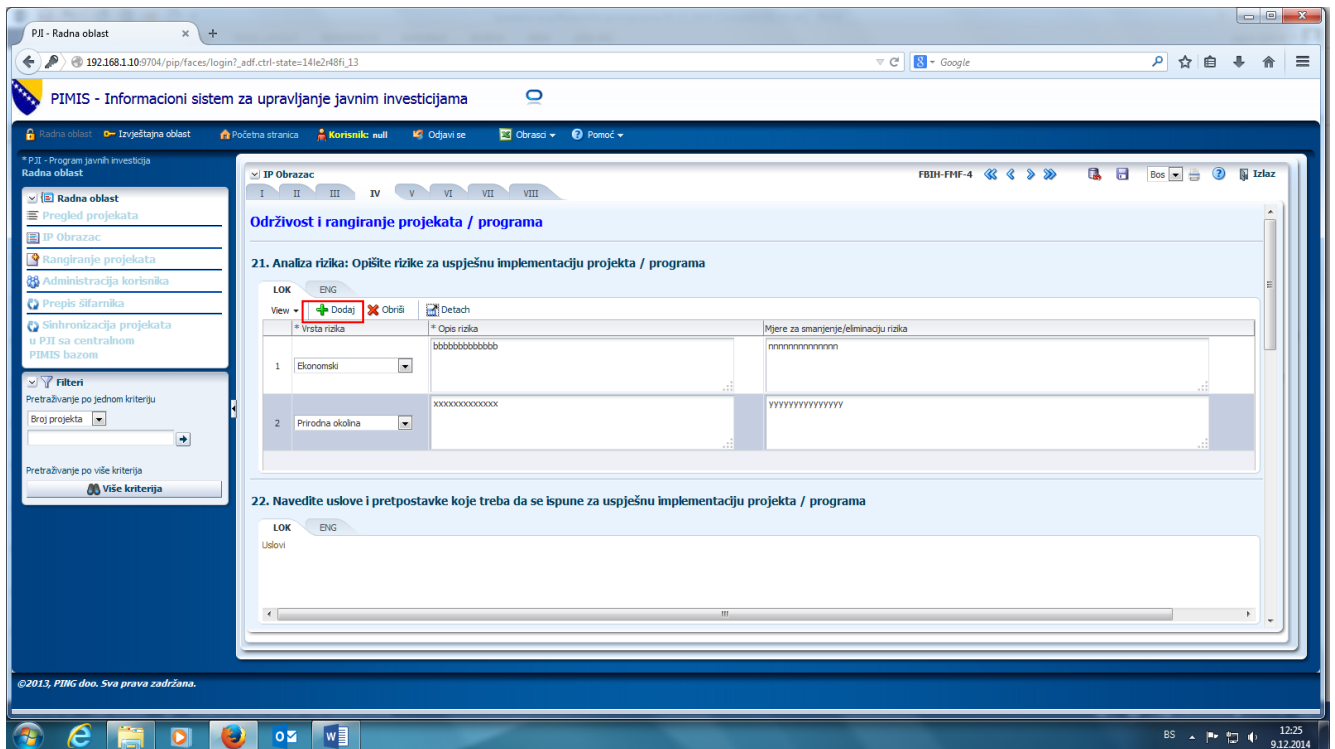 PJI - Radna oblast
192.168.1.10:9704/pip/faces/login?_adf.ctrl-state=14le2r48fi_13
Google
PIMIS - Informacioni sistem za upravljanje javnim investicijama
Radna oblast Izvještajna oblast Početna stranica Korisnik: null Odjavi se Obrasci Pomoć
* PJI - Program javnih investicija
Radna oblast
Radna oblast
Pregled projekata
IP Obrazac
Rangiranje projekata
Administracija korisnika
Prepis šifarnika
Sinhronizacija projekata
u PJI sa centralnom
PIMIS bazom
Filteri
Pretraživanje po jednom kriteriju
Broj projekta
Pretraživanje po više kriterija
Više kriterija
IP Obrazac FBIH-FMF-4 Bos Izlaz
I II III IV V VI VII VIII
Održivost i rangiranje projekata / programa
21. Analiza rizika: Opišite rizike za uspješnu implementaciju projekta / programa
LOK ENG
View Dodaj Obriši Detach
* Vrsta rizika * Opis rizika Mjere za smanjenje/eliminaciju rizika
1 Ekonomski bbbbbbbbbbbbb nnnnnnnnnnnnnn
2 Prirodna okolina xxxxxxxxxxxxx yyyyyyyyyyyyyyy
22. Navedite uslove i pretpostavke koje treba da se ispune za uspješnu implementaciju projekta / programa
LOK ENG
Uslovi
©2013, PING doo. Sva prava zadržana.
BS 12:25
9.12.2014